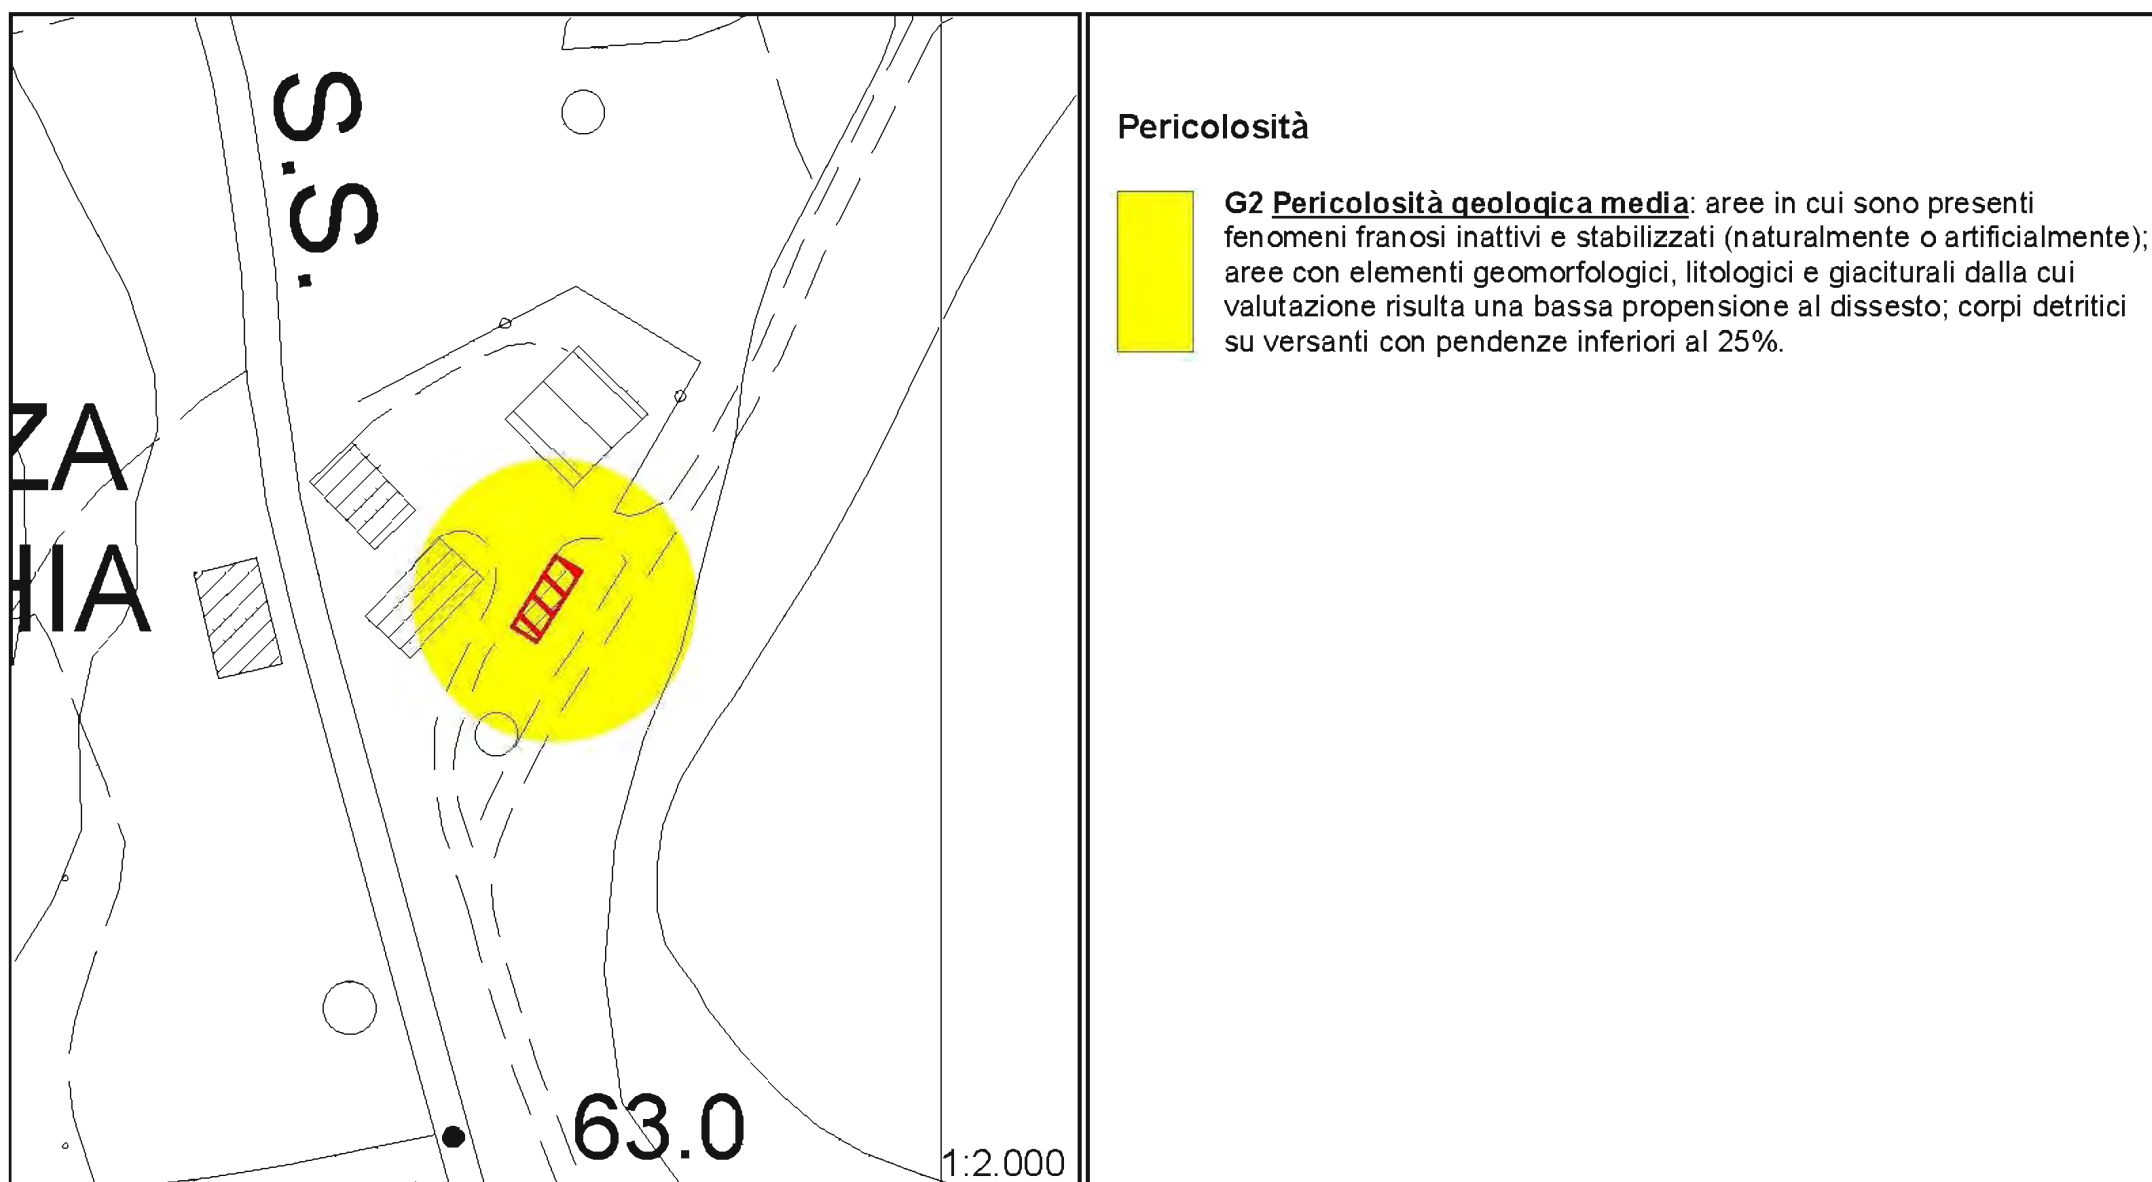 S.S.
ZA
HIA
63.0
1:2.000
Pericolosità
G2 Pericolosità geologica media: aree in cui sono presenti
fenomeni franosi inattivi e stabilizzati (naturalmente o artificialmente);
aree con elementi geomorfologici, litologici e giaciturali dalla cui
valutazione risulta una bassa propensione al dissesto; corpi detritici
su versanti con pendenze inferiori al 25%.